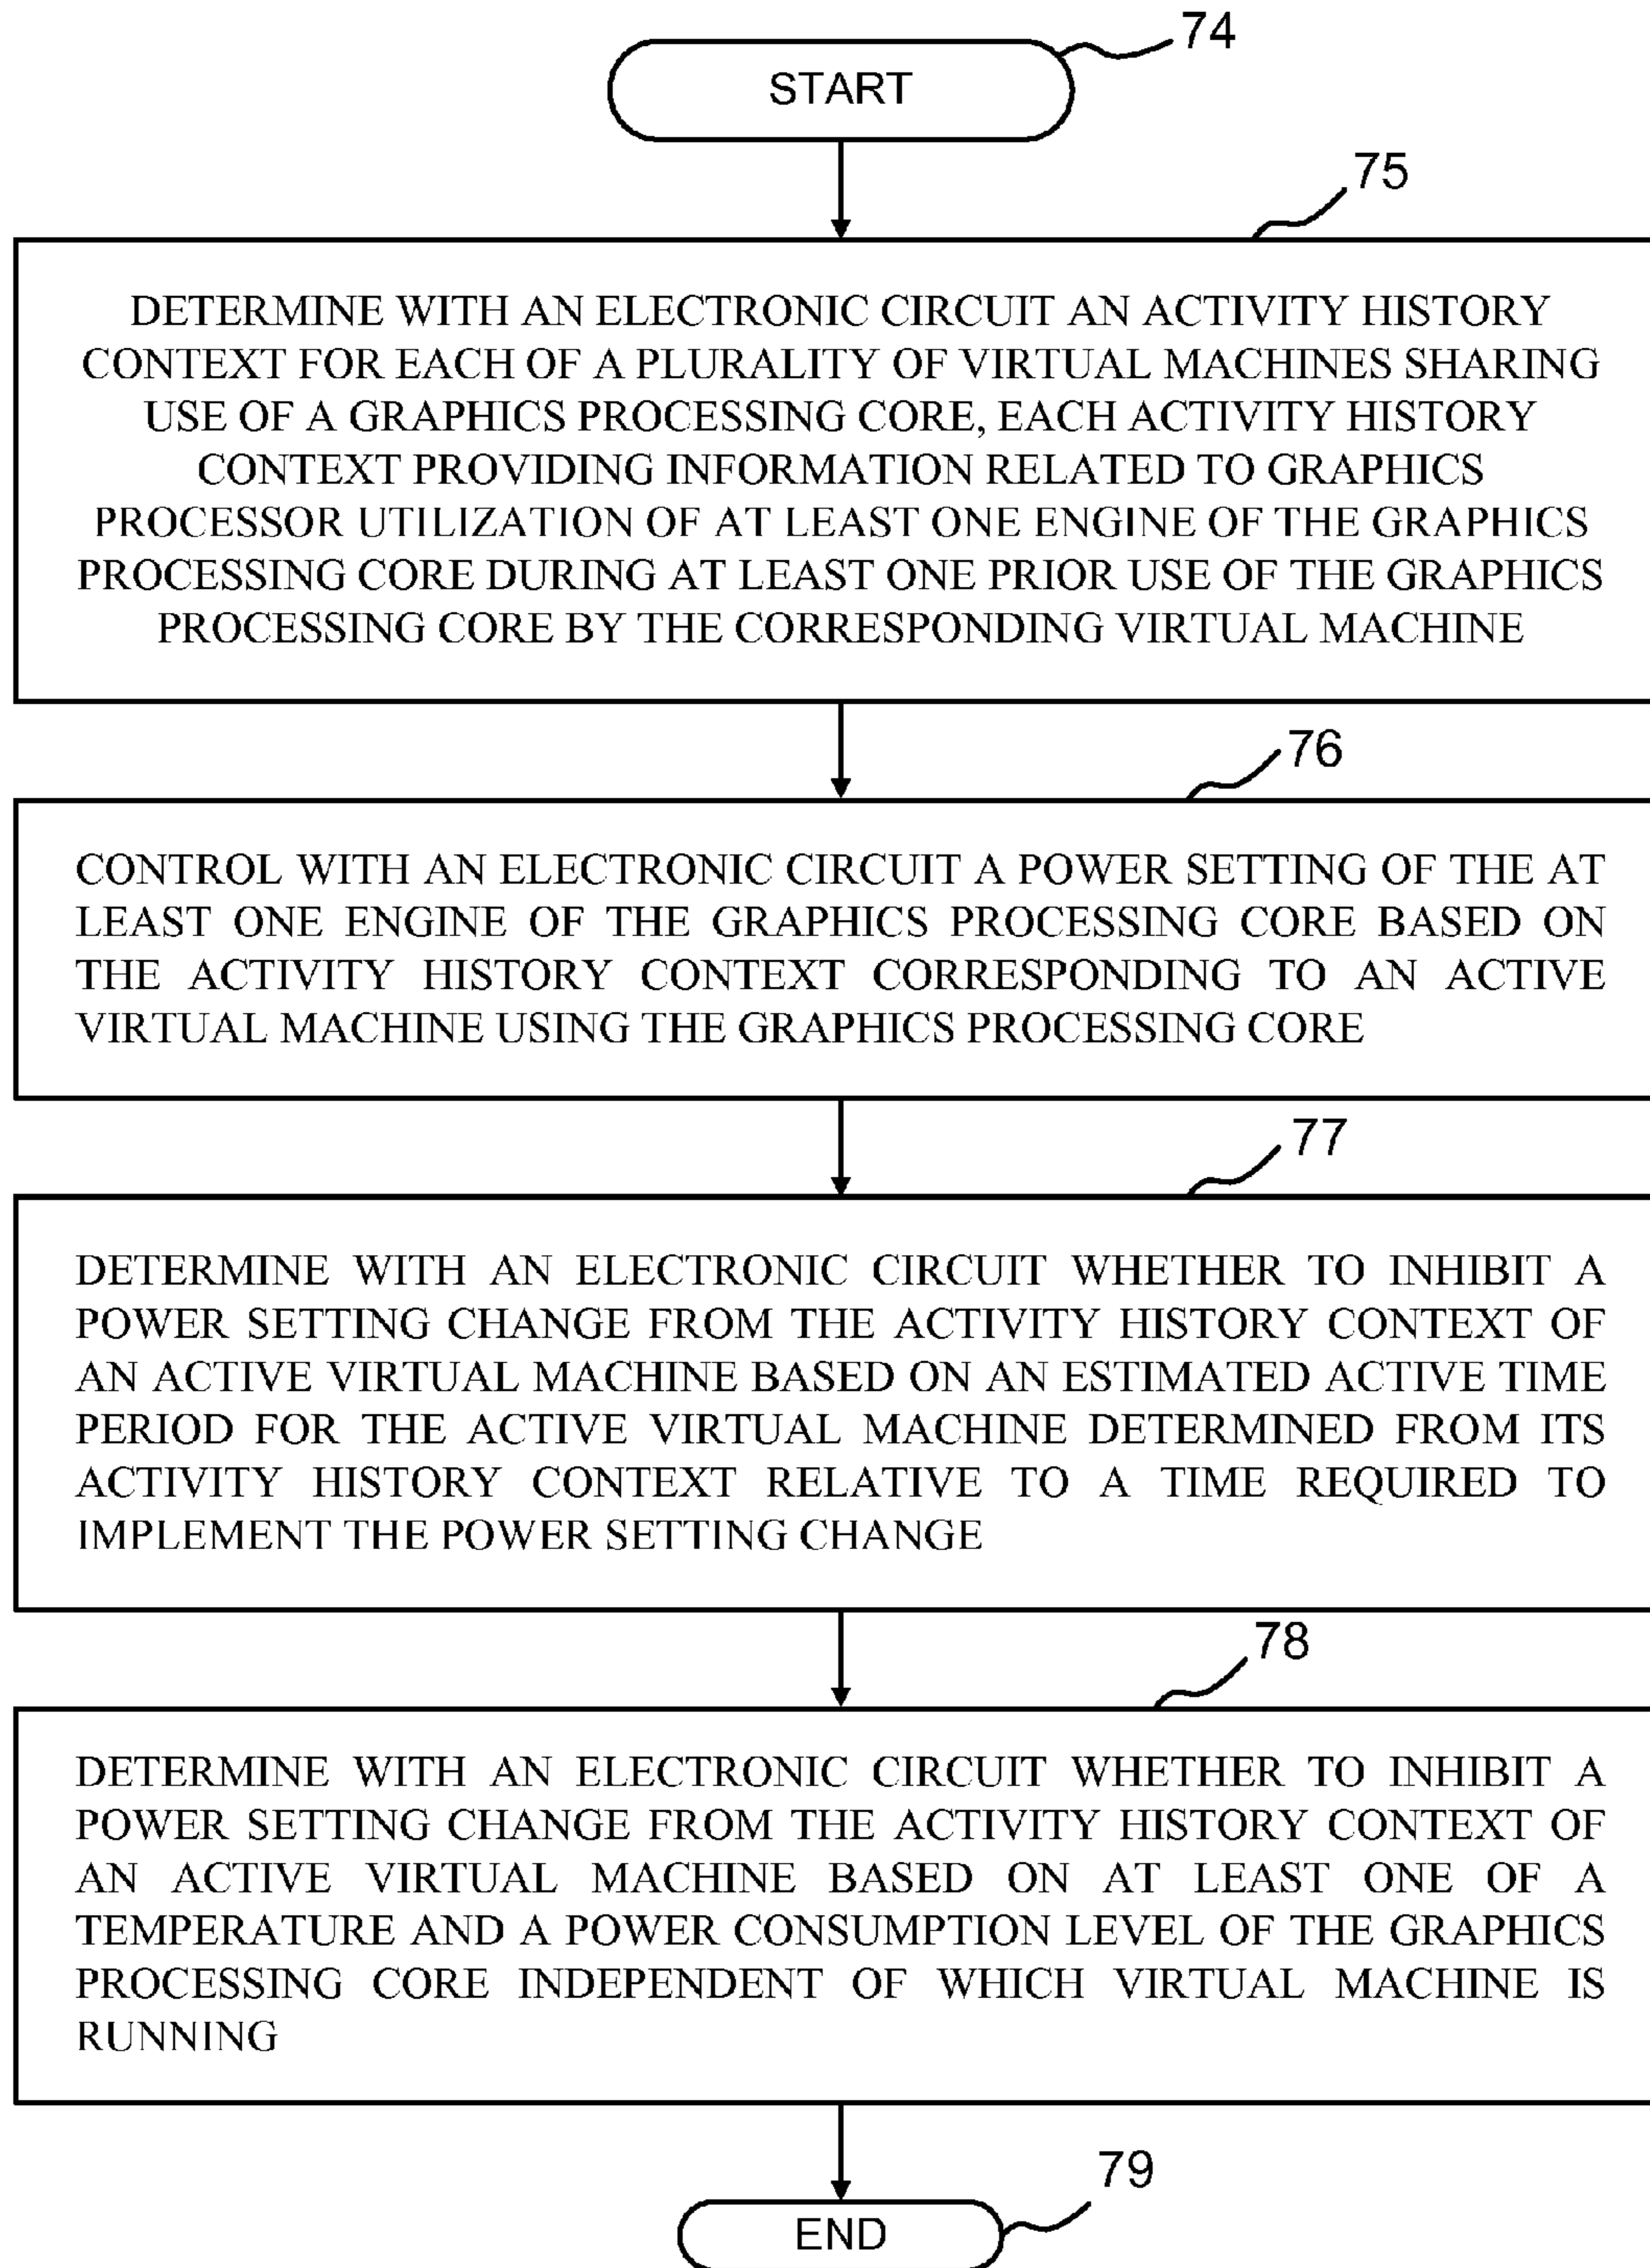 74
START
75
DETERMINE WITH AN ELECTRONIC CIRCUIT AN ACTIVITY HISTORY
CONTEXT FOR EACH OF A PLURALITY OF VIRTUAL MACHINES SHARING
USE OF A GRAPHICS PROCESSING CORE, EACH ACTIVITY HISTORY
CONTEXT PROVIDING INFORMATION RELATED TO GRAPHICS
PROCESSOR UTILIZATION OF AT LEAST ONE ENGINE OF THE GRAPHICS
PROCESSING CORE DURING AT LEAST ONE PRIOR USE OF THE GRAPHICS
PROCESSING CORE BY THE CORRESPONDING VIRTUAL MACHINE
76
CONTROL WITH AN ELECTRONIC CIRCUIT A POWER SETTING OF THE AT
LEAST ONE ENGINE OF THE GRAPHICS PROCESSING CORE BASED ON
THE ACTIVITY HISTORY CONTEXT CORRESPONDING TO AN ACTIVE
VIRTUAL MACHINE USING THE GRAPHICS PROCESSING CORE
77
DETERMINE WITH AN ELECTRONIC CIRCUIT WHETHER TO INHIBIT A
POWER SETTING CHANGE FROM THE ACTIVITY HISTORY CONTEXT OF
AN ACTIVE VIRTUAL MACHINE BASED ON AN ESTIMATED ACTIVE TIME
PERIOD FOR THE ACTIVE VIRTUAL MACHINE DETERMINED FROM ITS
ACTIVITY HISTORY CONTEXT RELATIVE TO A TIME REQUIRED TO
IMPLEMENT THE POWER SETTING CHANGE
78
DETERMINE WITH AN ELECTRONIC CIRCUIT WHETHER TO INHIBIT A
POWER SETTING CHANGE FROM THE ACTIVITY HISTORY CONTEXT OF
AN ACTIVE VIRTUAL MACHINE BASED ON AT LEAST ONE OF A
TEMPERATURE AND A POWER CONSUMPTION LEVEL OF THE GRAPHICS
PROCESSING CORE INDEPENDENT OF WHICH VIRTUAL MACHINE IS
RUNNING
79
END